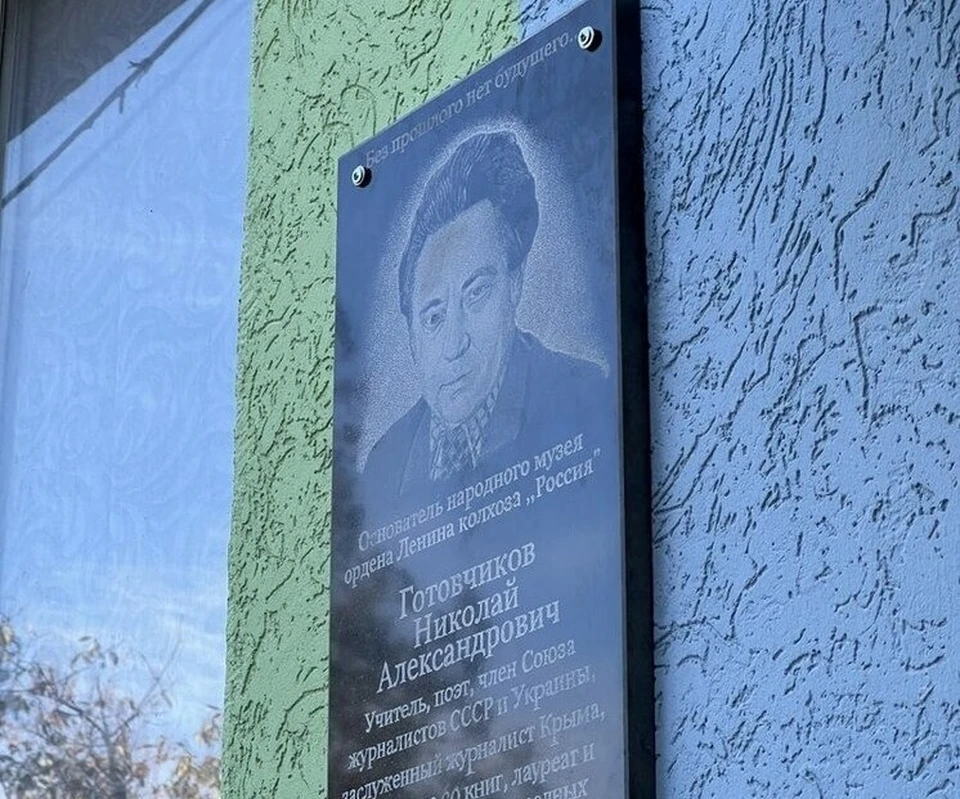 Без прошлого нет будущего...
Основатель народного музея
ордена Ленина колхоза „Россия"
Готовчиков
Николай
Александрович
Учитель, поэт, член Союза
журналистов СССР и Украины,
заслуженный журналист Крыма,
60 книг, лауреат и